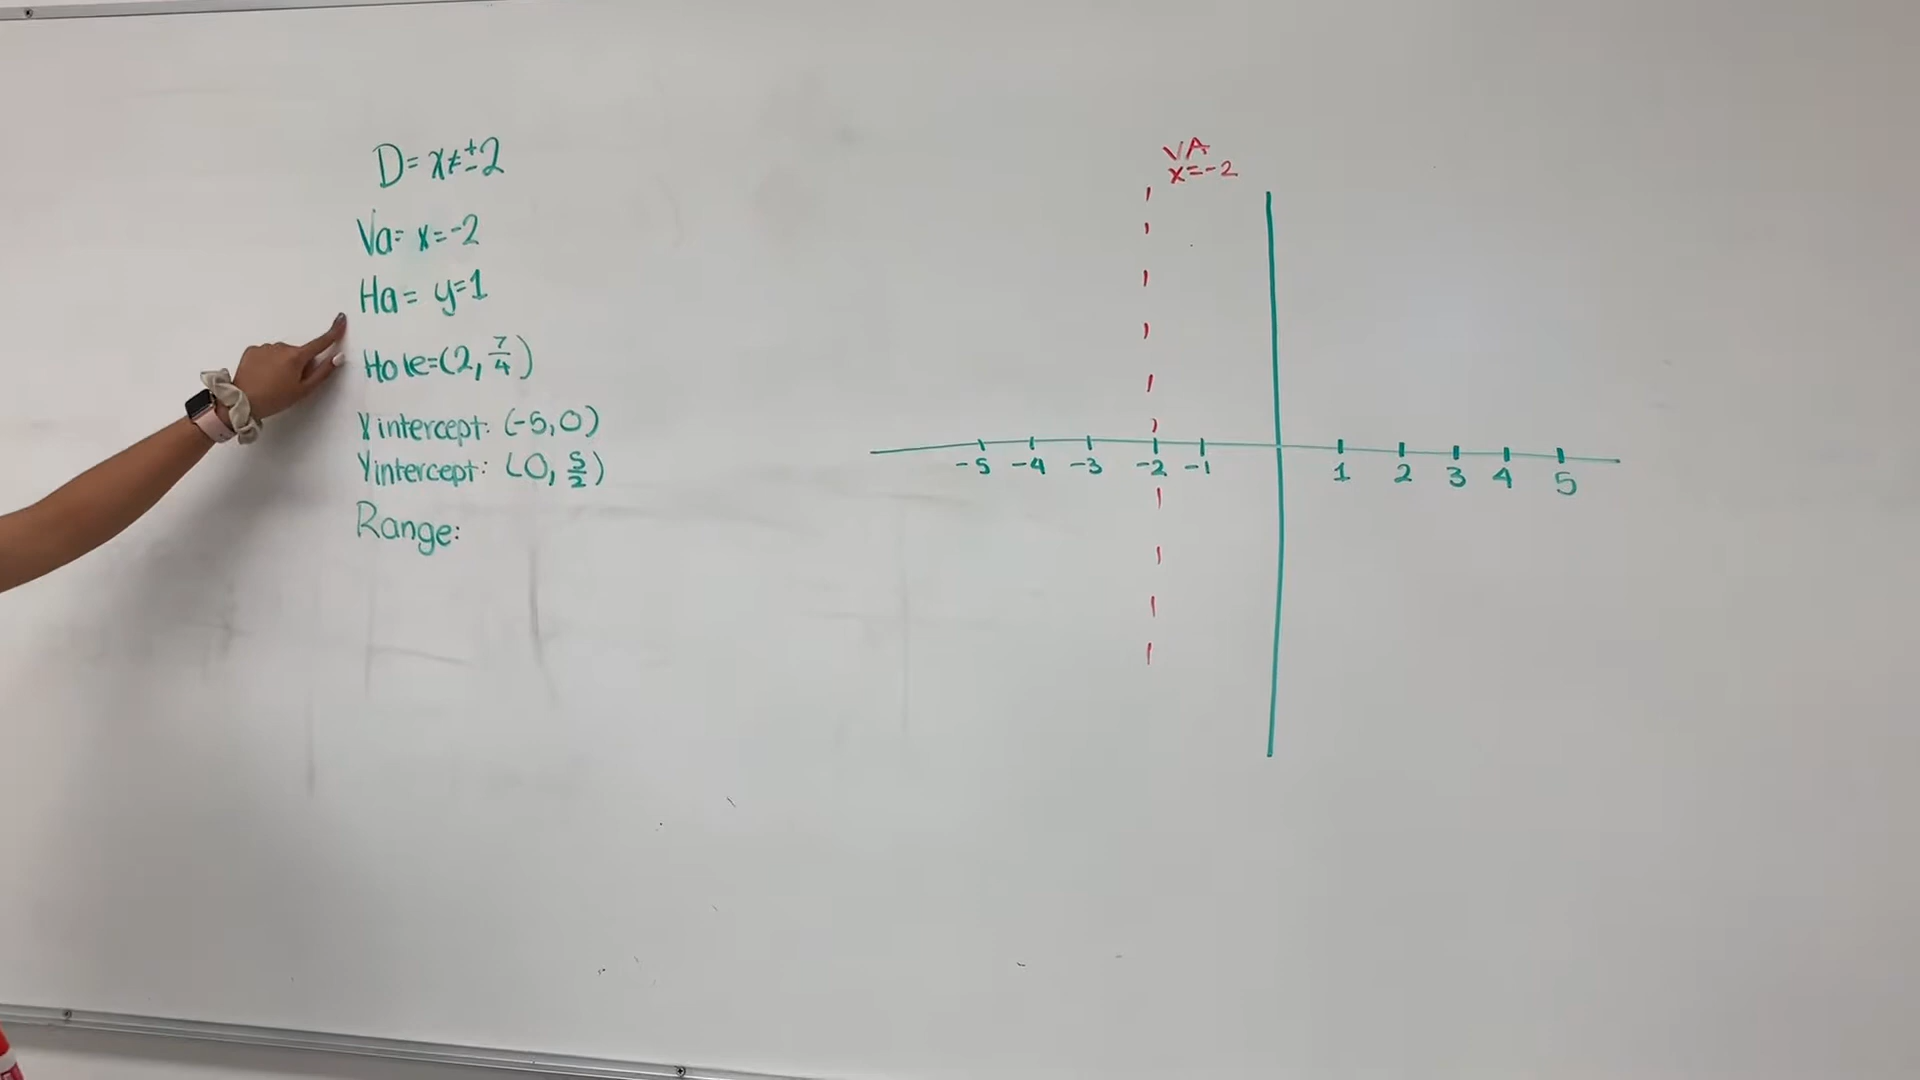 D= x≠±2
Va= x=-2
Ha= y=1
Hole=(2, 7/4)
X intercept: (-5,0)
Y intercept: (0, 5/2)
Range:
VA
x=-2
-5 -4 -3 -2 -1 1 2 3 4 5